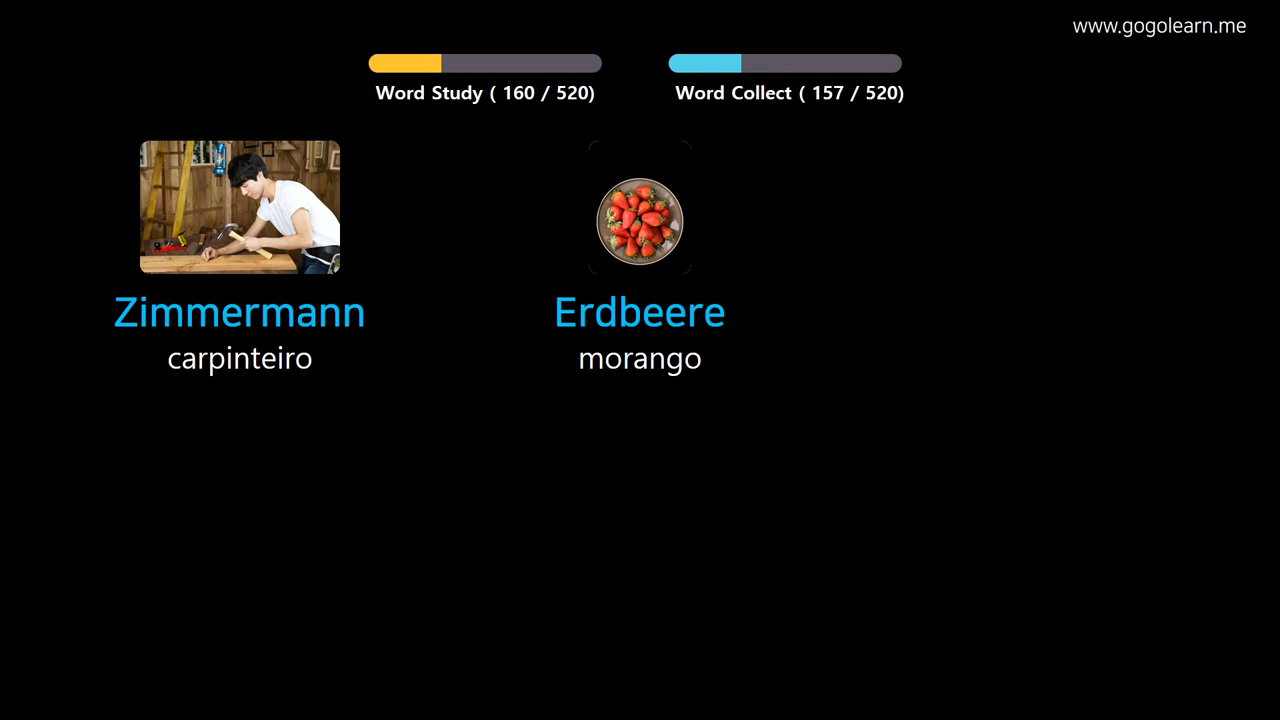 www.gogolearn.me
Word Study ( 160 / 520)
Word Collect ( 157 / 520)
Zimmermann
carpinteiro
Erdbeere
morango